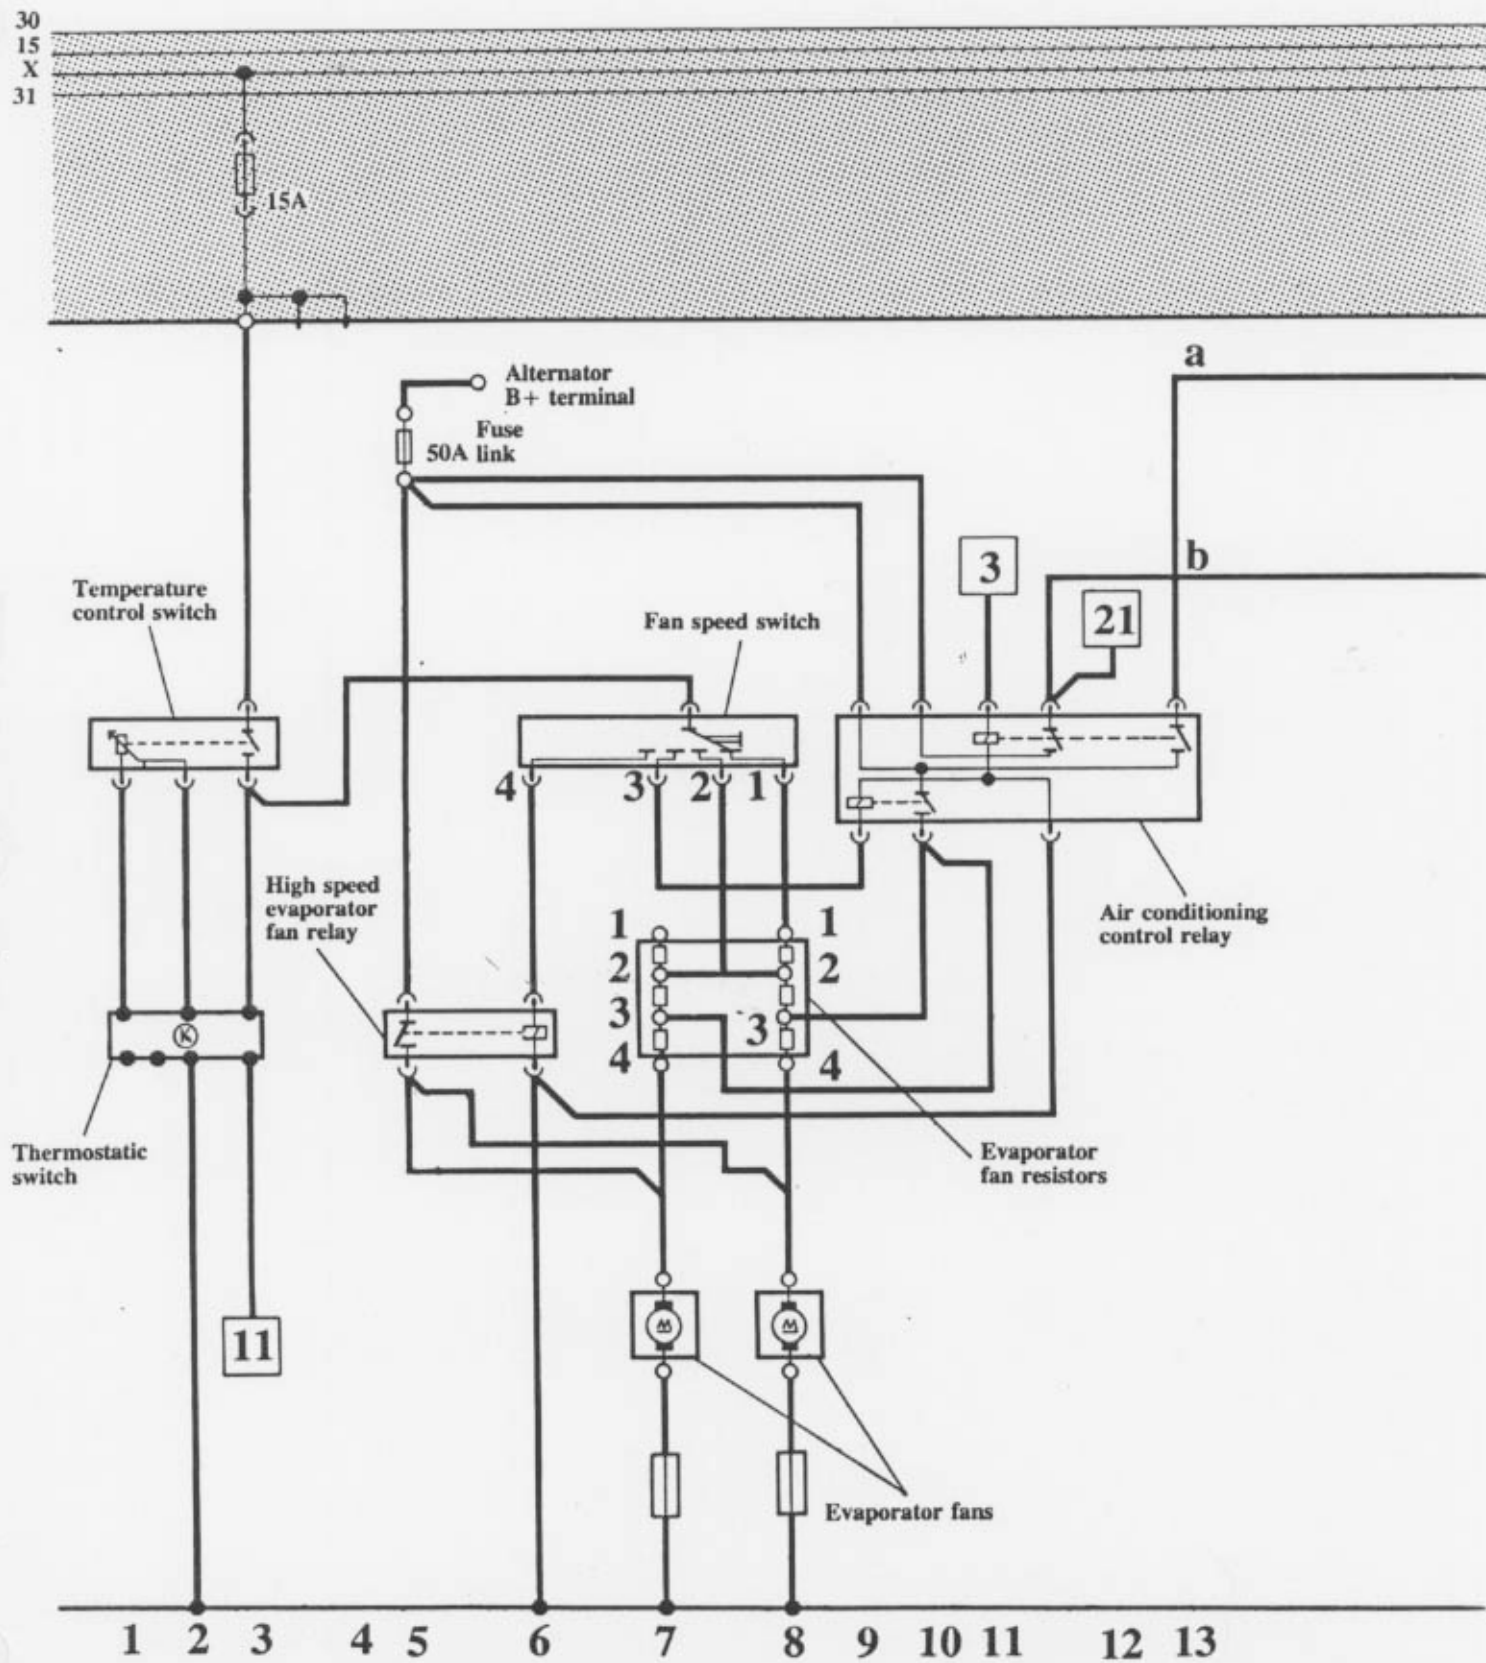 30
15
X
31
15A
Alternator
B+ terminal
Fuse
50A link
a
b
3
21
Temperature
control switch
Fan speed switch
4 3 2 1
High speed
evaporator
fan relay
Air conditioning
control relay
1 1
2 2
3 3
4 4
K
Thermostatic
switch
Evaporator
fan resistors
11
M M
Evaporator fans
1 2 3 4 5 6 7 8 9 10 11 12 13